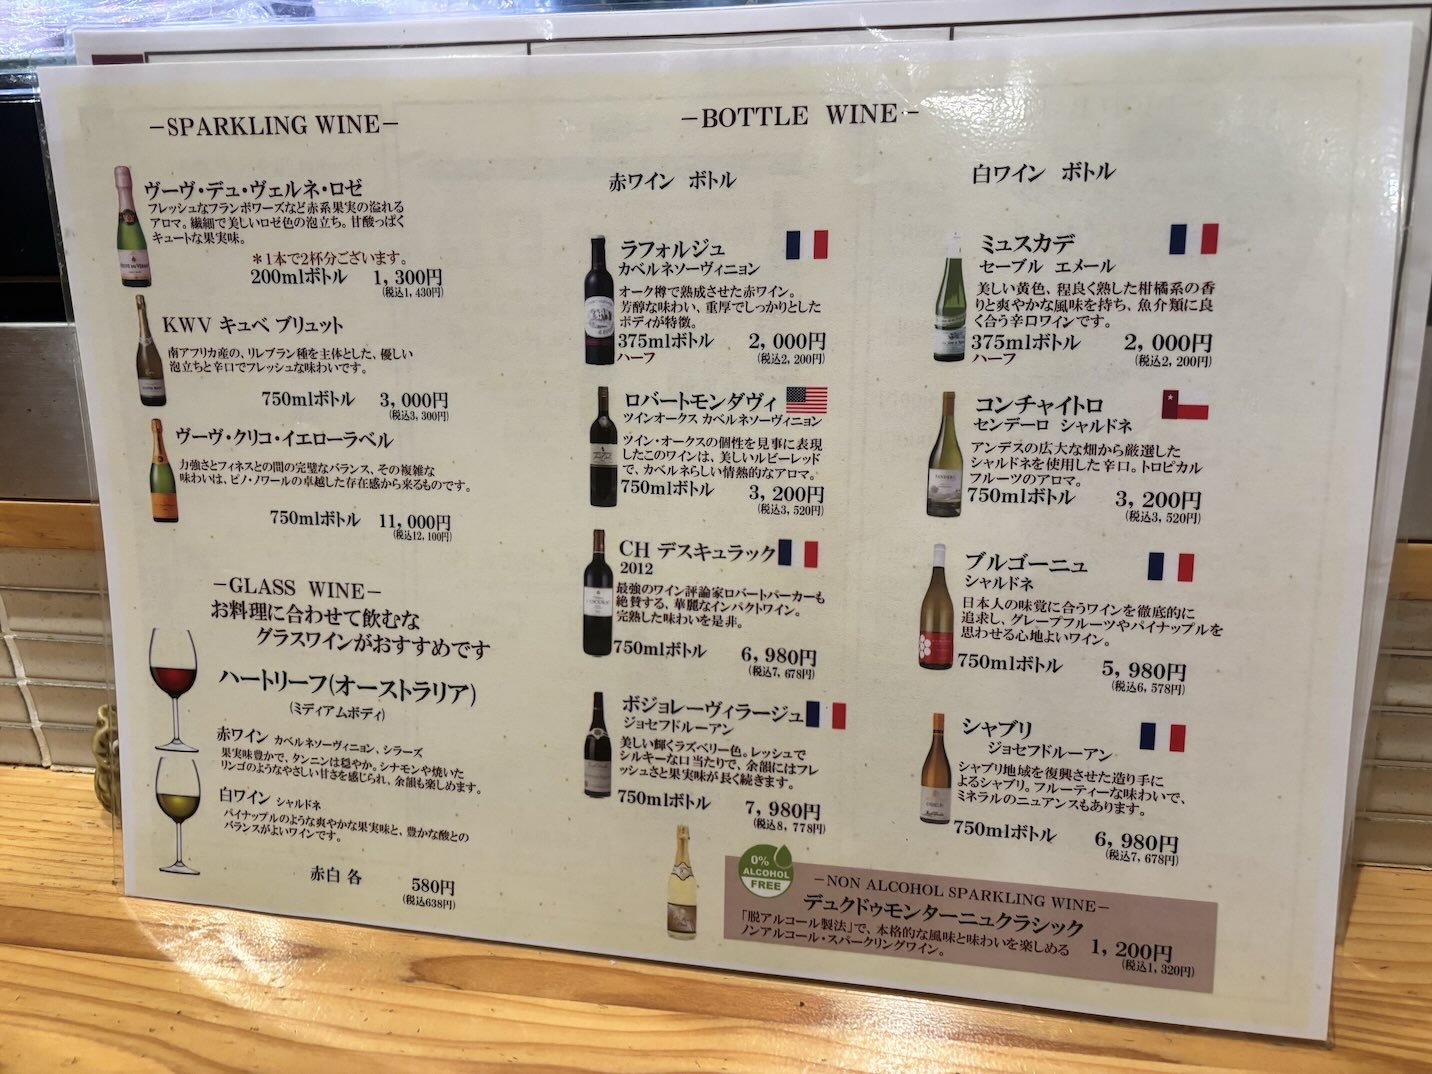 －SPARKLING WINE－
ヴーヴ・デュ・ヴェルネ・ロゼ
フレッシュなフランボワーズなど赤系果実の溢れる
アロマ。繊細で美しいロゼ色の泡立ち。甘酸っぱく
キュートな果実味。
＊1本で2杯分ございます。
200mlボトル 1,300円
(税込1,430円)
KWV キュベ ブリュット
南アフリカ産の、リレブラン種を主体とした、優しい
泡立ちと辛口でフレッシュな味わいです。
750mlボトル 3,000円
(税込3,300円)
ヴーヴ・クリコ・イエローラベル
力強さとフィネスとの間の完璧なバランス、その複雑な
味わいは、ピノ・ノワールの卓越した存在感から来るものです。
750mlボトル 11,000円
(税込12,100円)
－GLASS WINE－
お料理に合わせて飲むな
グラスワインがおすすめです
ハートリーフ(オーストラリア)
(ミディアムボディ)
赤ワイン カベルネソーヴィニョン、シラーズ
果実味豊かで、タンニンは穏やか。シナモンや焼いた
リンゴのようなやさしい甘さを感じられ、余韻も楽しめます。
白ワイン シャルドネ
パイナップルのような爽やかな果実味と、豊かな酸との
バランスがよいワインです。
赤白 各 580円
(税込638円)
－BOTTLE WINE－
赤ワイン ボトル
ラフォルジュ
カベルネソーヴィニョン
オーク樽で熟成させた赤ワイン。
芳醇な味わい、重厚でしっかりとした
ボディが特徴。
375mlボトル 2,000円
ハーフ (税込2,200円)
ロバートモンダヴィ
ツインオークス カベルネソーヴィニョン
ツイン・オークスの個性を見事に表現
したこのワインは、美しいルビーレッド
で、カベルネらしい情熱的なアロマ。
750mlボトル 3,200円
(税込3,520円)
CH デスキュラック
2012
最強のワイン評論家ロバートパーカーも
絶賛する、華麗なインパクトワイン。
完熟した味わいを是非。
750mlボトル 6,980円
(税込7,678円)
ボジョレーヴィラージュ
ジョセフドルーアン
美しい輝くラズベリー色。レッシュで
シルキーな口当たりで、余韻にはフレ
ッシュさと果実味が長く続きます。
750mlボトル 7,980円
(税込8,778円)
白ワイン ボトル
ミュスカデ
セーブル エメール
美しい黄色、程良く熟した柑橘系の香
りと爽やかな風味を持ち、魚介類に良
く合う辛口ワインです。
375mlボトル 2,000円
ハーフ (税込2,200円)
コンチャイトロ
センデーロ シャルドネ
アンデスの広大な畑から厳選した
シャルドネを使用した辛口。トロピカル
フルーツのアロマ。
750mlボトル 3,200円
(税込3,520円)
ブルゴーニュ
シャルドネ
日本人の味覚に合うワインを徹底的に
追求し、グレープフルーツやパイナップルを
思わせる心地よいワイン。
750mlボトル 5,980円
(税込6,578円)
シャブリ
ジョセフドルーアン
シャブリ地域を復興させた造り手に
よるシャブリ。フルーティーな味わいで、
ミネラルのニュアンスもあります。
750mlボトル 6,980円
(税込7,678円)
0%
ALCOHOL
FREE
－NON ALCOHOL SPARKLING WINE－
デュクドゥモンターニュクラシック
「脱アルコール製法」で、本格的な風味と味わいを楽しめる
ノンアルコール・スパークリングワイン。
1,200円
(税込1,320円)